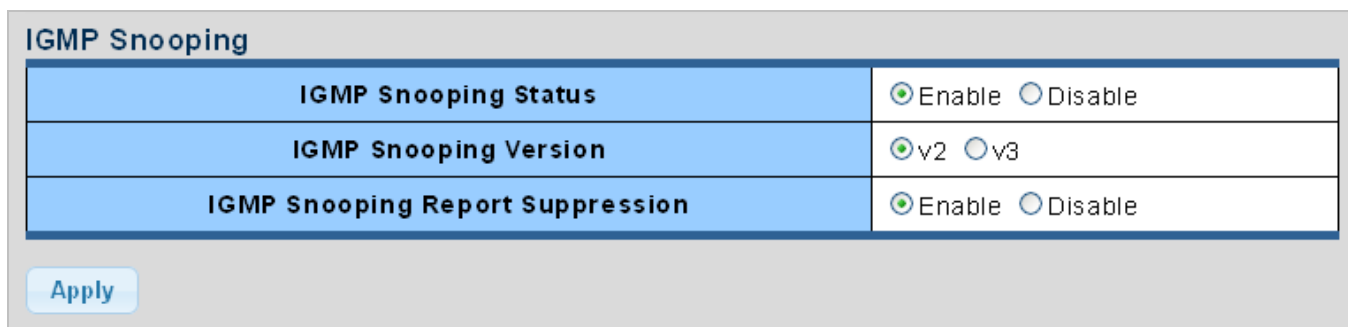 IGMP Snooping
IGMP Snooping Status Enable Disable
IGMP Snooping Version v2 v3
IGMP Snooping Report Suppression Enable Disable
Apply